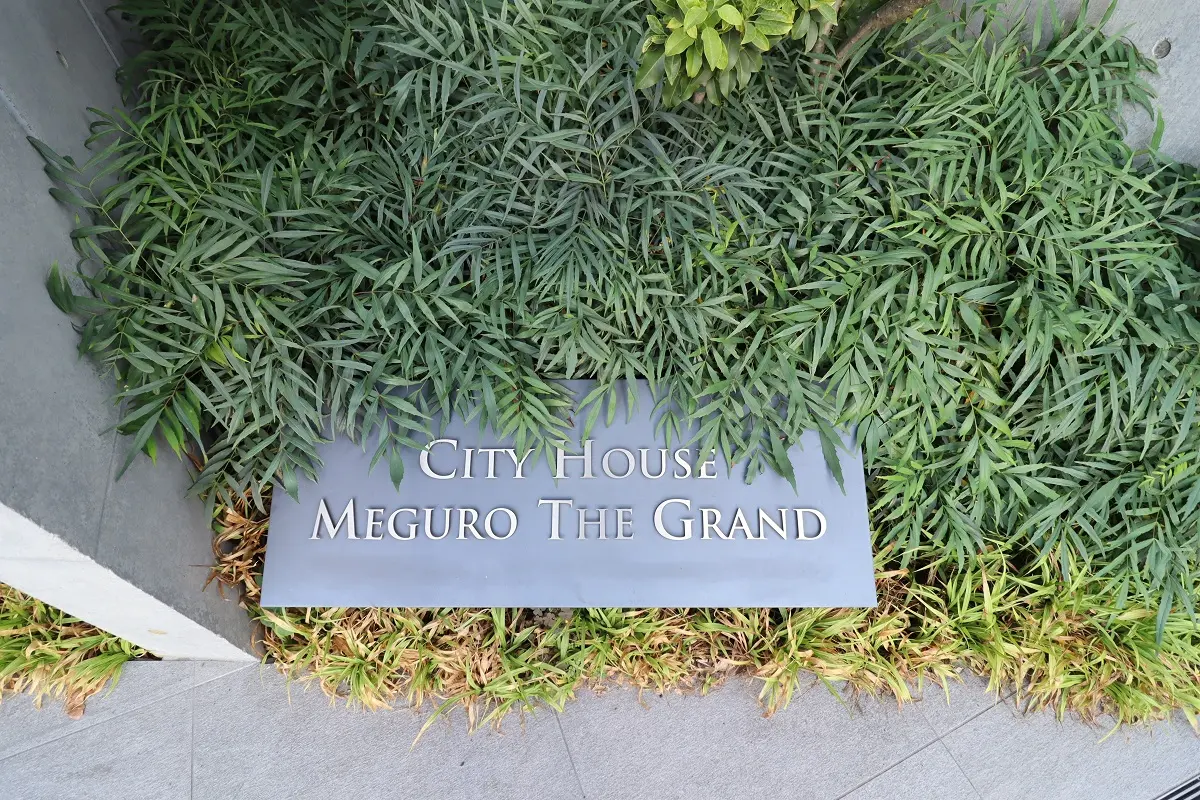 City House
Meguro The Grand